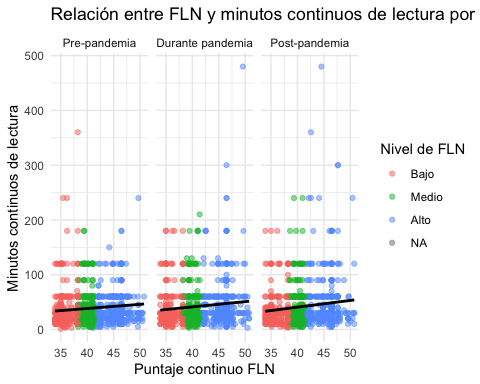 Relación entre FLN y minutos continuos de lectura por
Pre-pandemia Durante pandemia Post-pandemia
Minutos continuos de lectura
500
400
300
200
100
0
35 40 45 50 35 40 45 50 35 40 45 50
Puntaje continuo FLN
Nivel de FLN
Bajo
Medio
Alto
NA